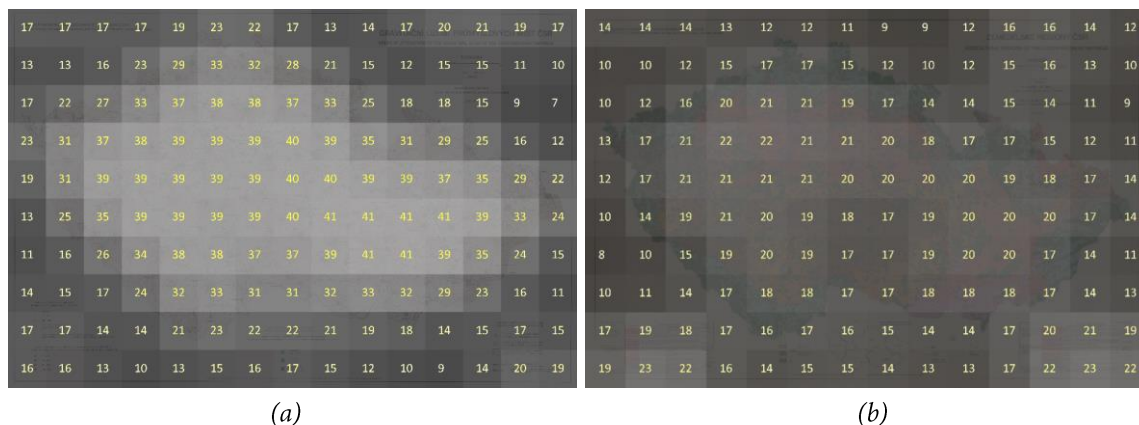 17 17 17 17 19 23 22 17 13 14 17 20 21 19 17
13 13 16 23 29 33 32 28 21 15 12 15 15 11 10
17 22 27 33 37 38 38 37 33 25 18 18 15 9 7
23 31 37 38 39 39 39 40 39 35 31 29 25 16 12
19 31 39 39 39 39 39 40 40 39 39 37 35 29 22
13 25 35 39 39 39 39 40 41 41 41 41 39 33 24
11 16 26 34 38 38 37 37 39 41 41 39 35 24 15
14 15 17 24 32 33 31 31 32 33 32 29 23 16 11
17 17 14 14 21 23 22 22 21 19 18 14 15 17 15
16 16 13 10 13 15 16 17 15 12 10 9 14 20 19
(a)
14 14 14 13 12 12 11 9 9 12 16 16 14 12
10 10 12 15 17 17 15 12 10 12 15 16 13 10
10 12 16 20 21 21 19 17 14 14 15 14 11 9
13 17 21 22 22 21 21 20 18 17 17 15 12 11
12 17 21 21 21 21 20 20 20 20 19 18 17 14
10 14 19 21 20 19 18 17 19 20 20 20 17 14
8 10 15 19 20 19 17 17 19 20 20 17 14 11
10 11 14 17 18 18 17 17 18 18 18 17 14 13
17 19 18 17 16 17 16 15 14 14 17 20 21 19
19 23 22 16 14 15 15 14 13 13 17 22 23 22
(b)